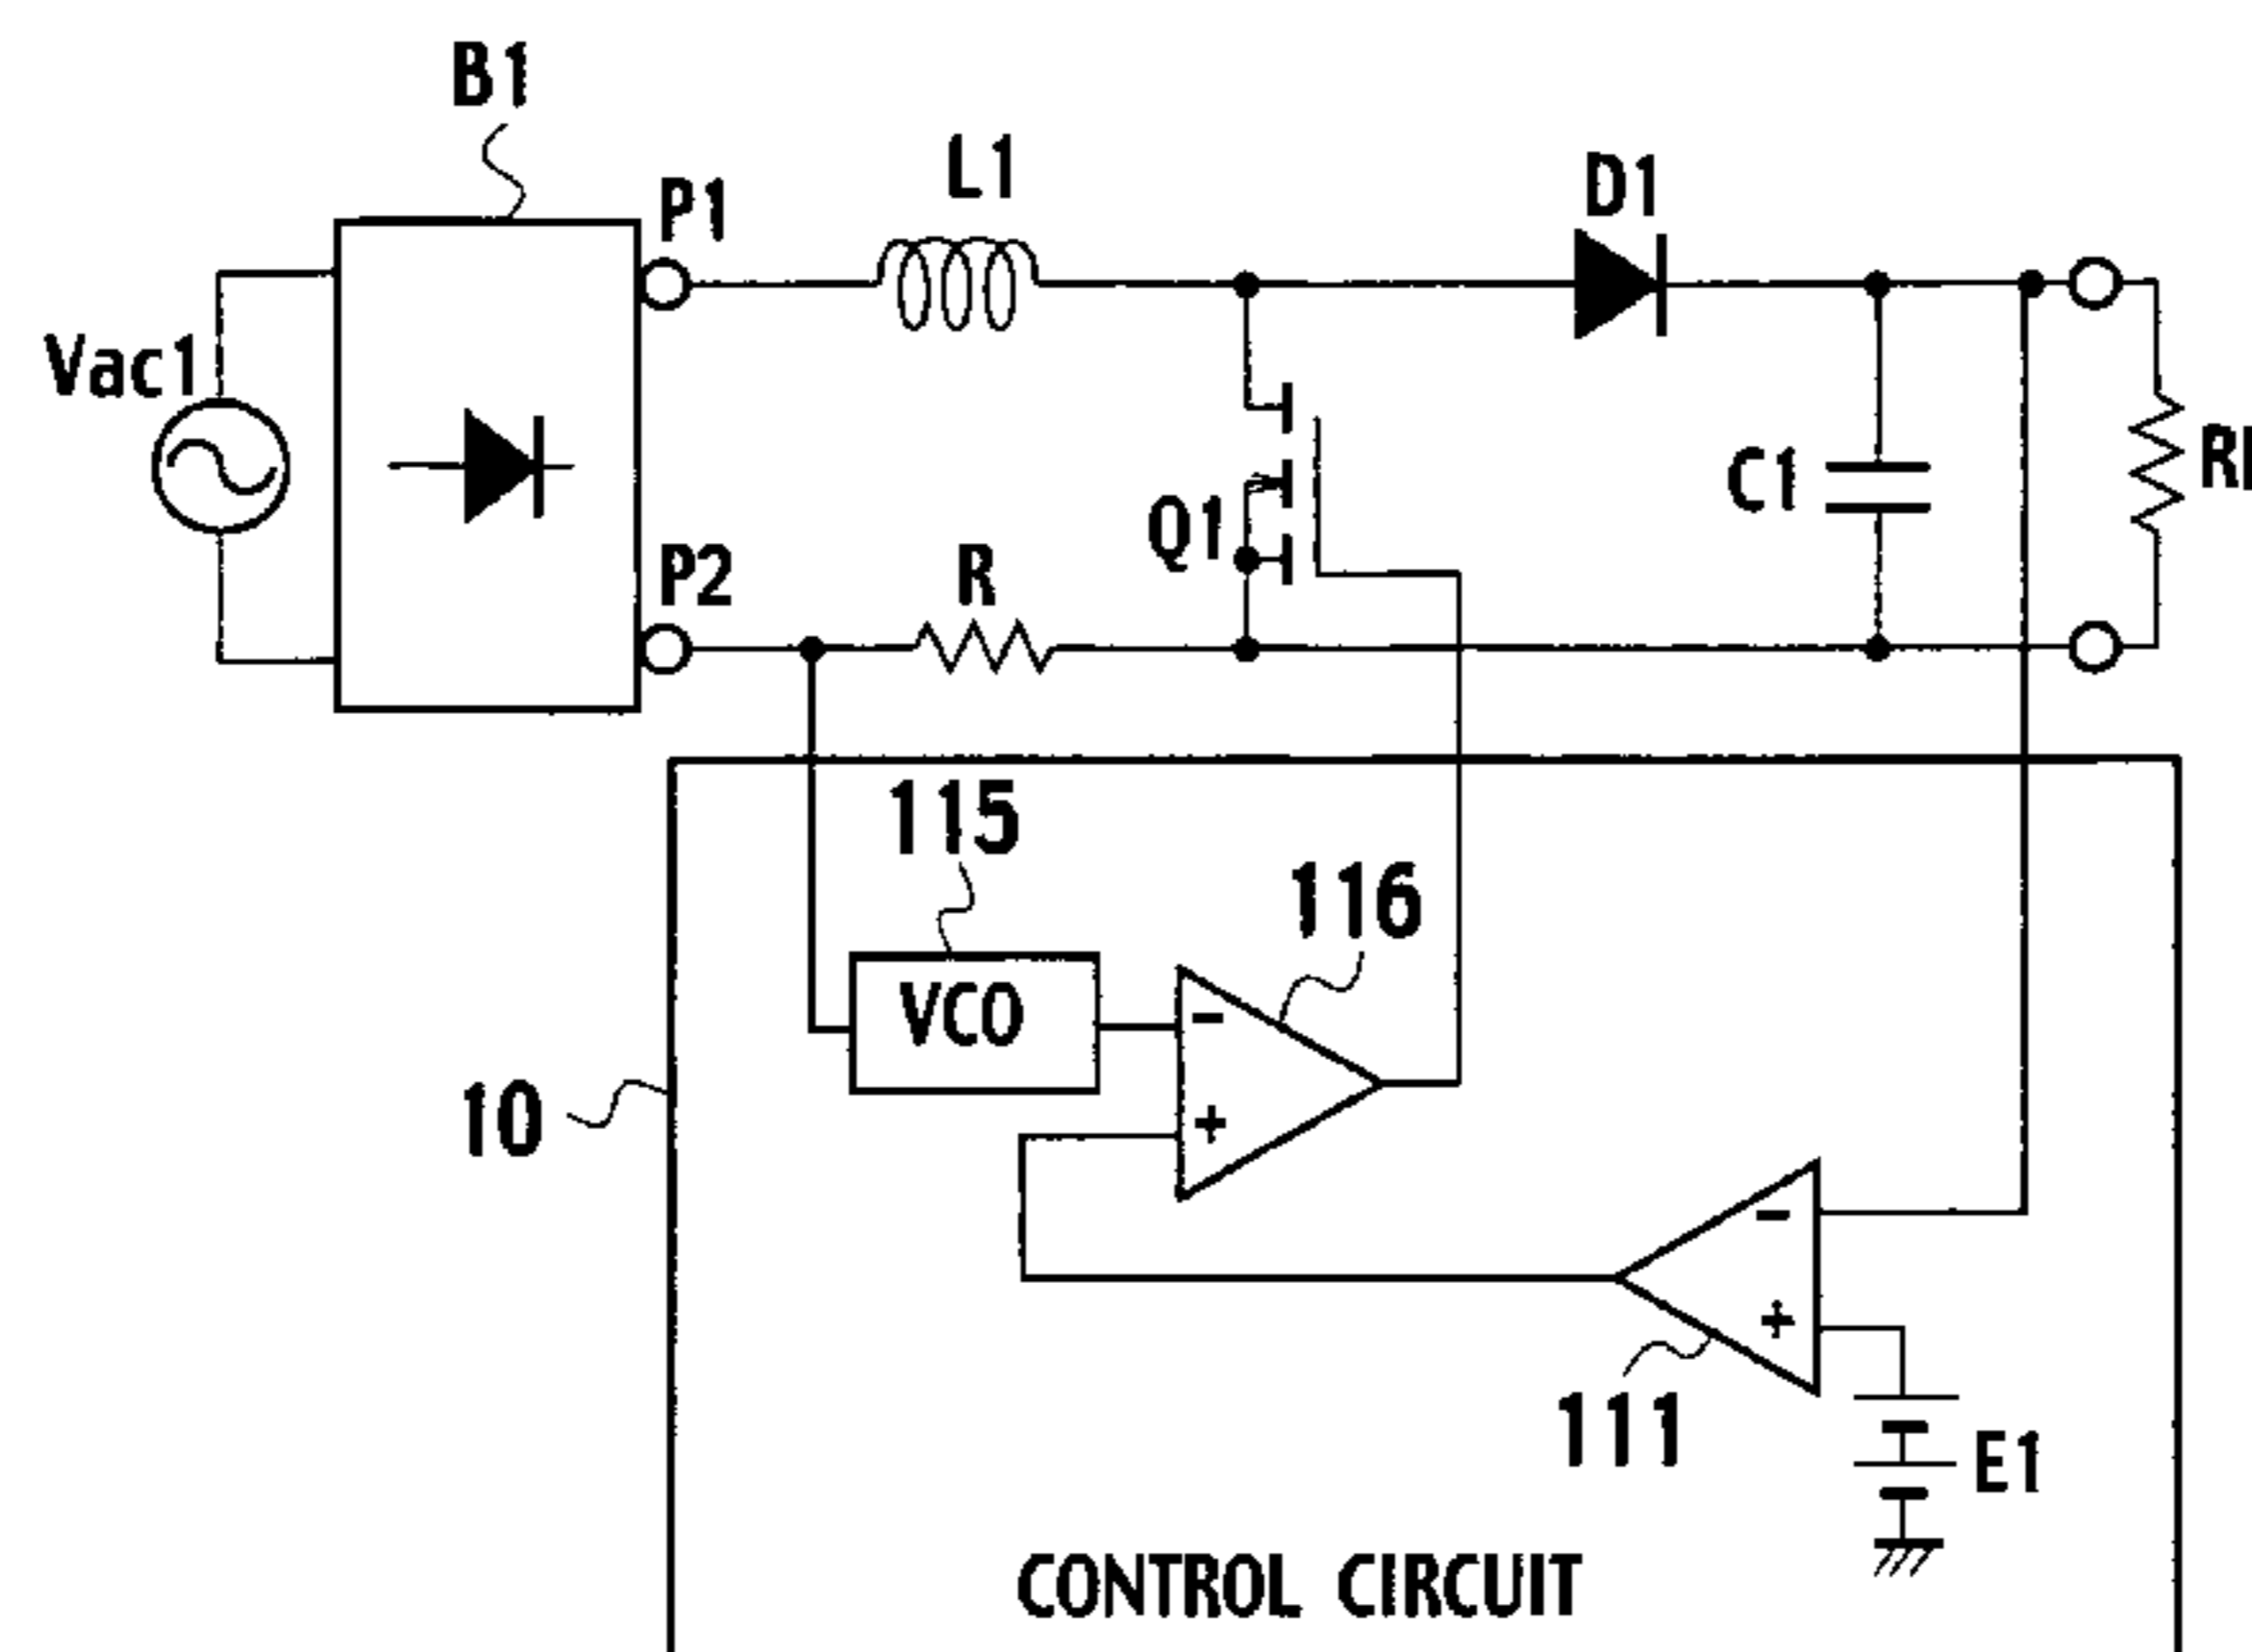 B1
L1
D1
P1
Vac1
C1
Q1
P2
R
115
116
VCO
-
+
10
-
+
111
E1
CONTROL CIRCUIT